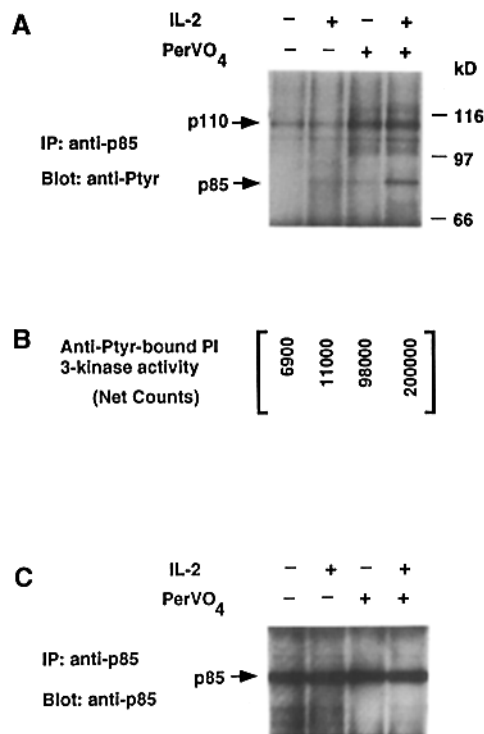 A
IL-2 − + − +
PerVO4 − − + +
kD
p110
116
IP: anti-p85
97
Blot: anti-Ptyr
p85
66
B
Anti-Ptyr-bound PI
3-kinase activity
(Net Counts)
6900 11000 98000 200000
C
IL-2 − + − +
PerVO4 − − + +
IP: anti-p85
p85
Blot: anti-p85